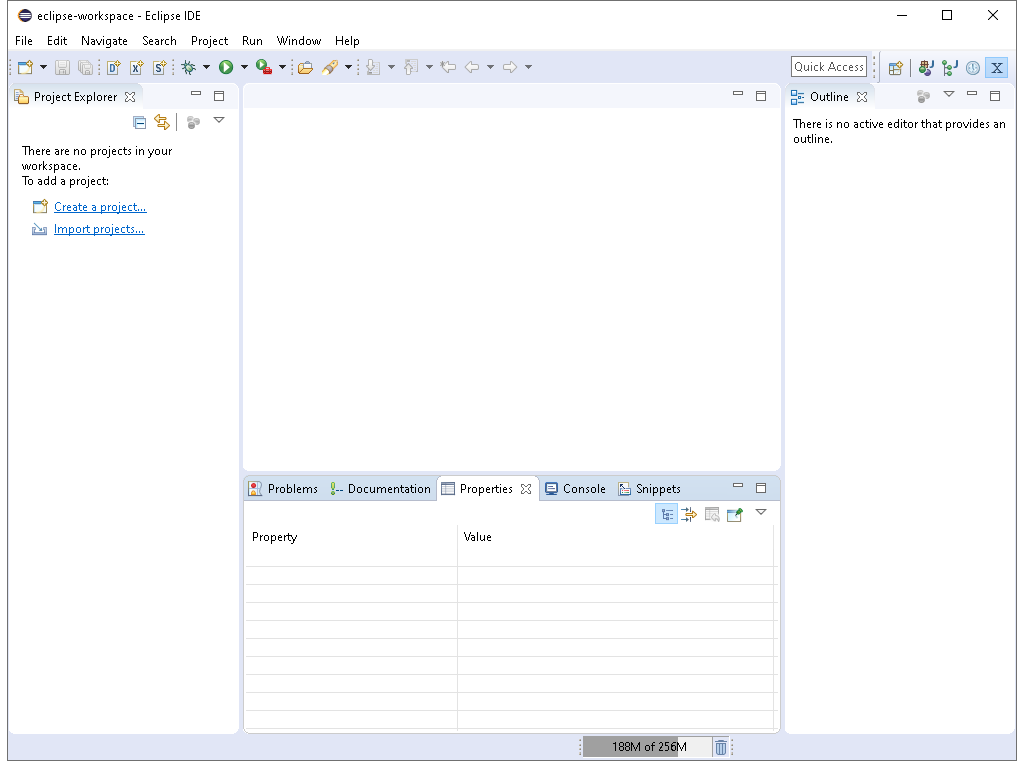 eclipse-workspace - Eclipse IDE
File Edit Navigate Search Project Run Window Help
Quick Access
Project Explorer
Outline
There is no active editor that provides an
outline.
There are no projects in your
workspace.
To add a project:
Create a project...
Import projects...
Problems Documentation Properties Console Snippets
Property Value
188M of 256M